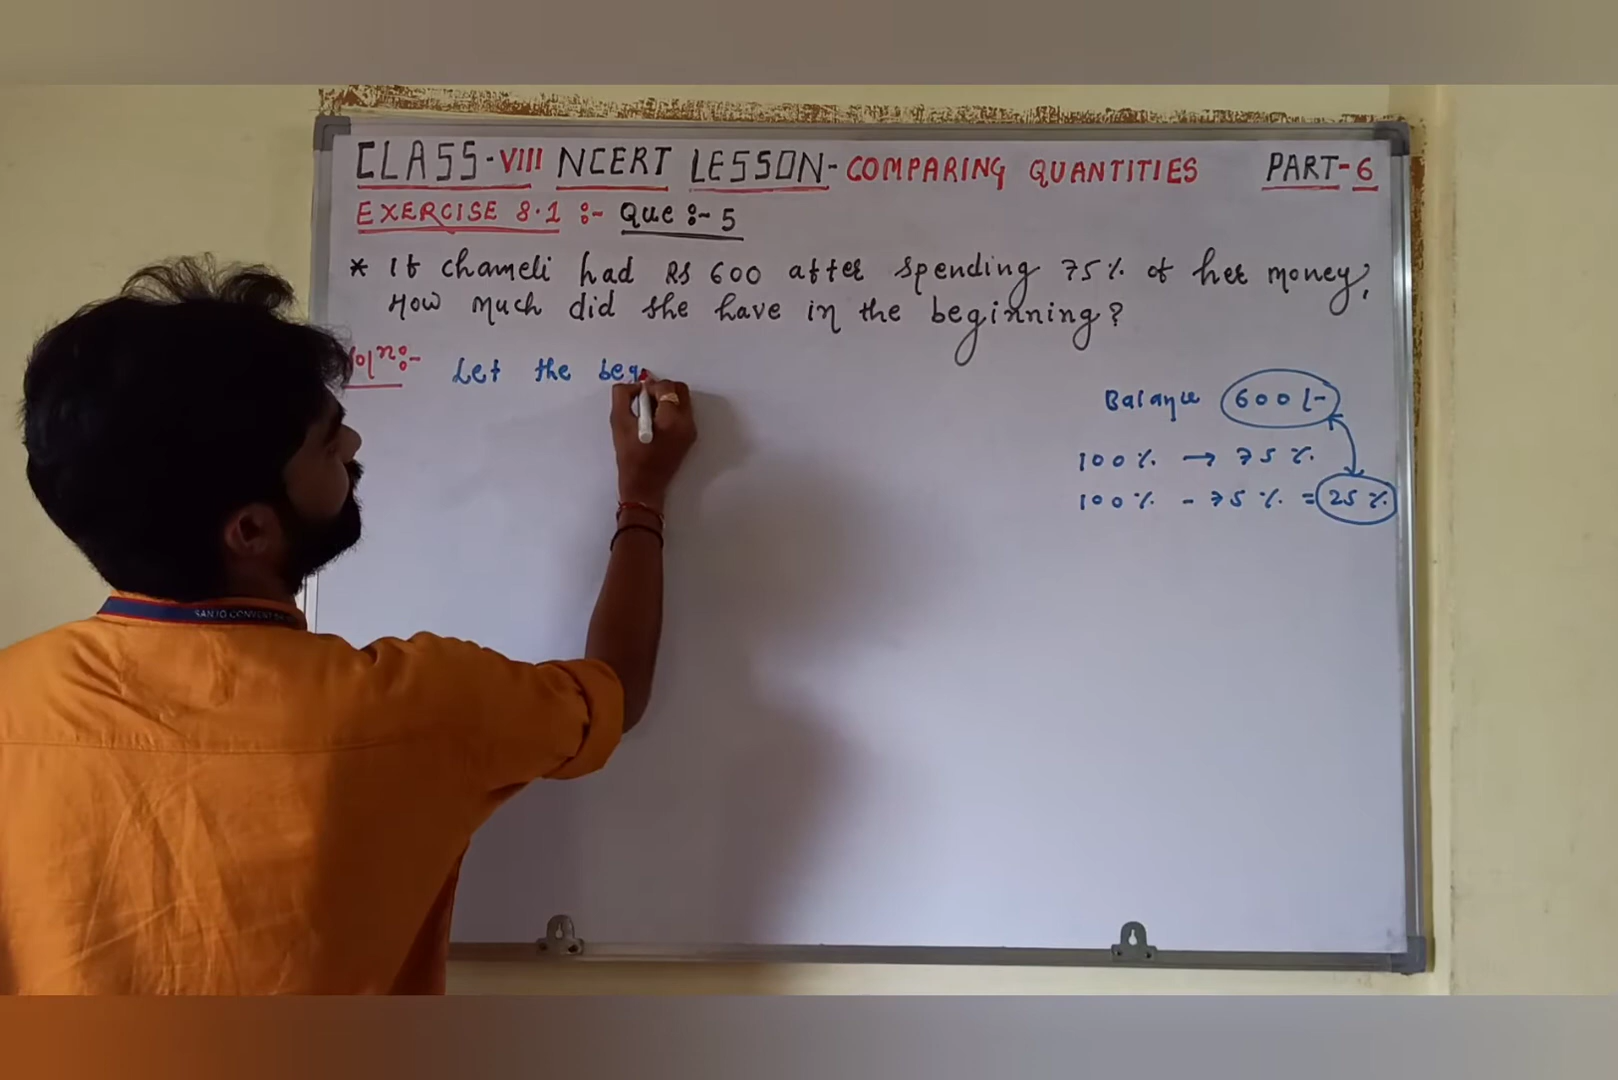 CLASS-VIII NCERT LESSON-COMPARING QUANTITIES PART-6
EXERCISE 8.1 :- Que :- 5
* If chameli had Rs 600 after spending 75% of her money,
How much did she have in the beginning?
Soln:- Let the beg
Balance 600/-
100% → 75%
100% - 75% = 25%